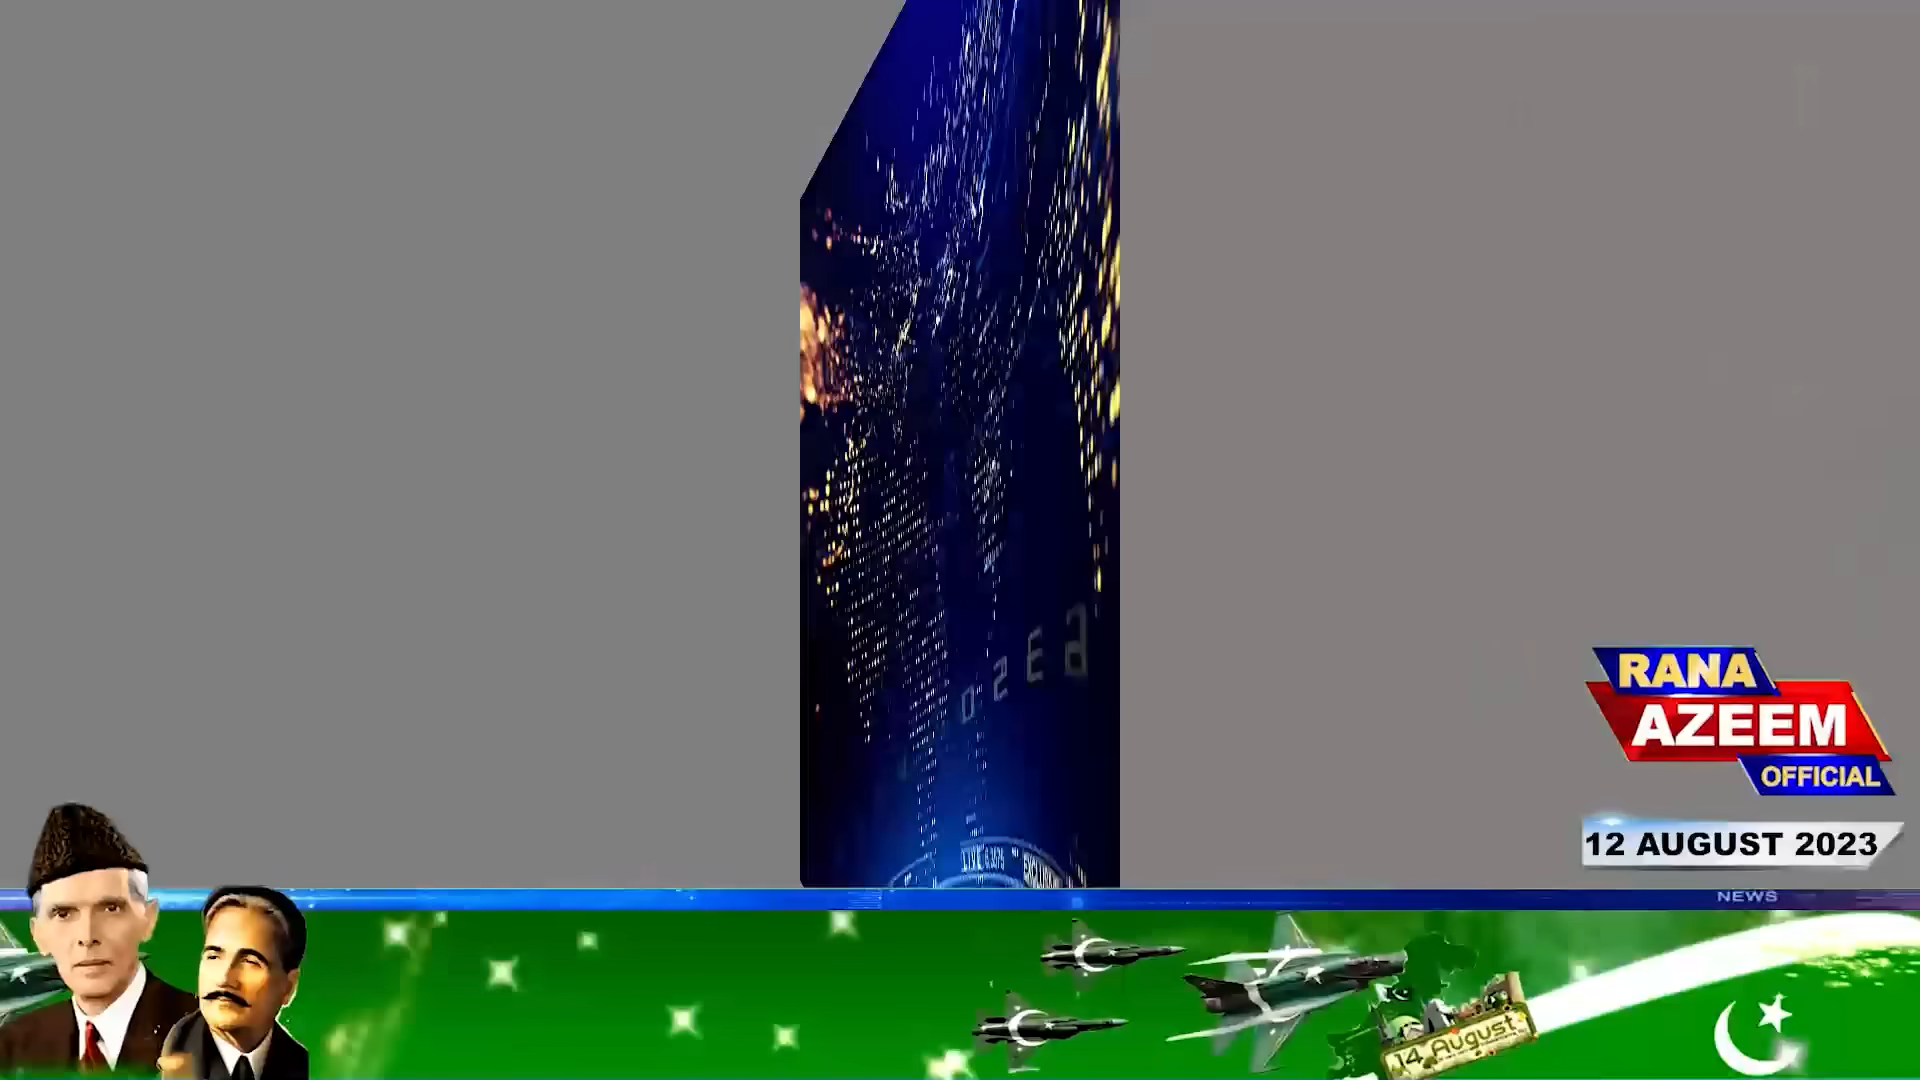 RANA
AZEEM
OFFICIAL
12 AUGUST 2023
NEWS
14 August